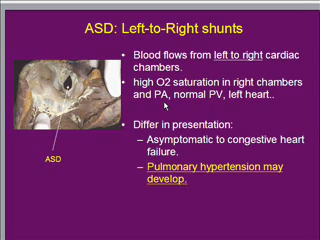 ASD: Left-to-Right shunts
• Blood flows from left to right cardiac
chambers.
• high O2 saturation in right chambers
and PA, normal PV, left heart..
• Differ in presentation:
– Asymptomatic to congestive heart
failure.
– Pulmonary hypertension may
develop.
ASD